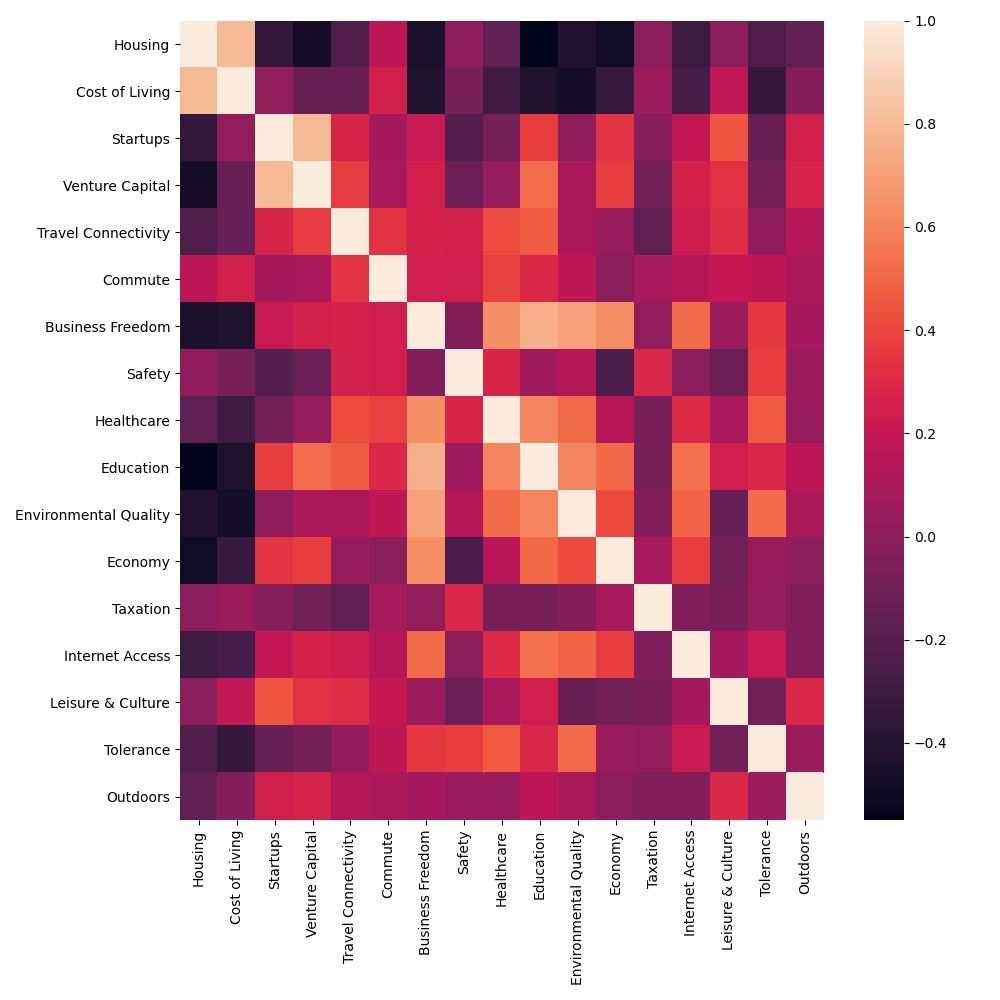 Housing
Cost of Living
Startups
Venture Capital
Travel Connectivity
Commute
Business Freedom
Safety
Healthcare
Education
Environmental Quality
Economy
Taxation
Internet Access
Leisure & Culture
Tolerance
Outdoors
Housing
Cost of Living
Startups
Venture Capital
Travel Connectivity
Commute
Business Freedom
Safety
Healthcare
Education
Environmental Quality
Economy
Taxation
Internet Access
Leisure & Culture
Tolerance
Outdoors
1.0
0.8
0.6
0.4
0.2
0.0
−0.2
−0.4